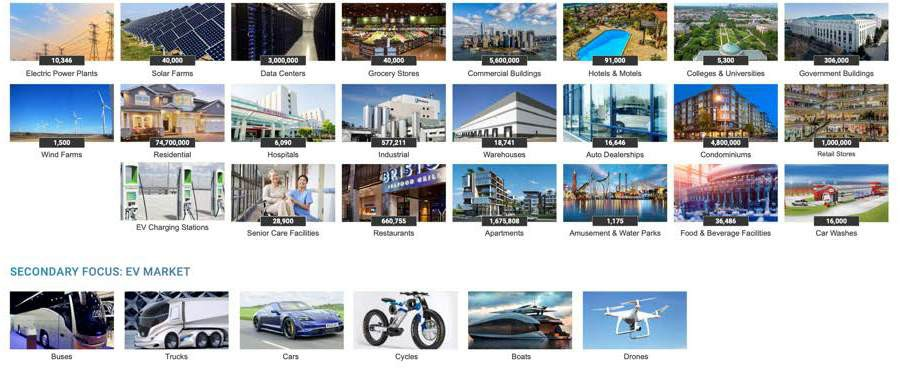 10,346
40,000
3,000,000
40,000
5,600,000
91,000
5,300
306,000
Electric Power Plants
Solar Farms
Data Centers
Grocery Stores
Commercial Buildings
Hotels & Motels
Colleges & Universities
Government Buildings
1,500
74,700,000
6,090
577,211
18,741
16,646
4,800,000
1,000,000
Wind Farms
Residential
Hospitals
Industrial
Warehouses
Auto Dealerships
Condominiums
Retail Stores
BRISTO
SEAFOOD GRILL
28,900
660,755
1,675,808
1,175
36,486
16,000
EV Charging Stations
Senior Care Facilities
Restaurants
Apartments
Amusement & Water Parks
Food & Beverage Facilities
Car Washes
SECONDARY FOCUS: EV MARKET
Buses
Trucks
Cars
Cycles
Boats
Drones